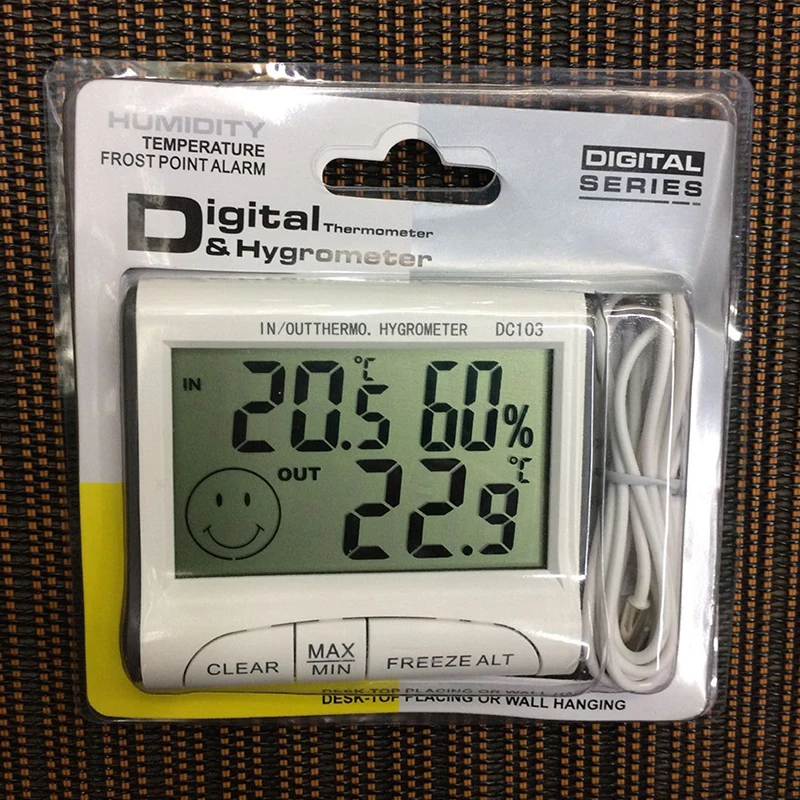 HUMIDITY
TEMPERATURE
FROST POINT ALARM
DIGITAL
SERIES
Digital Thermometer
& Hygrometer
IN/OUTTHERMO. HYGROMETER DC103
IN 20.5 °C 60%
OUT 22.9 °C
CLEAR
MAX
MIN
FREEZE ALT
DESK-TOP PLACING OR WALL HANGING